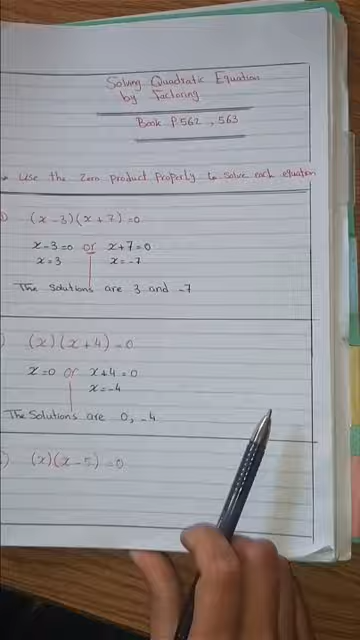 Solving Quadratic Equation
by Factoring
Book P.562, 563
Use the Zero product property to solve each equation
) (x-3)(x+7)=0
x-3=0 or x+7=0
x=3 x=-7
The Solutions are 3 and -7
) (x)(x+4)=0
x=0 or x+4=0
x=-4
The Solutions are 0, -4
) (x)(x-5)=0